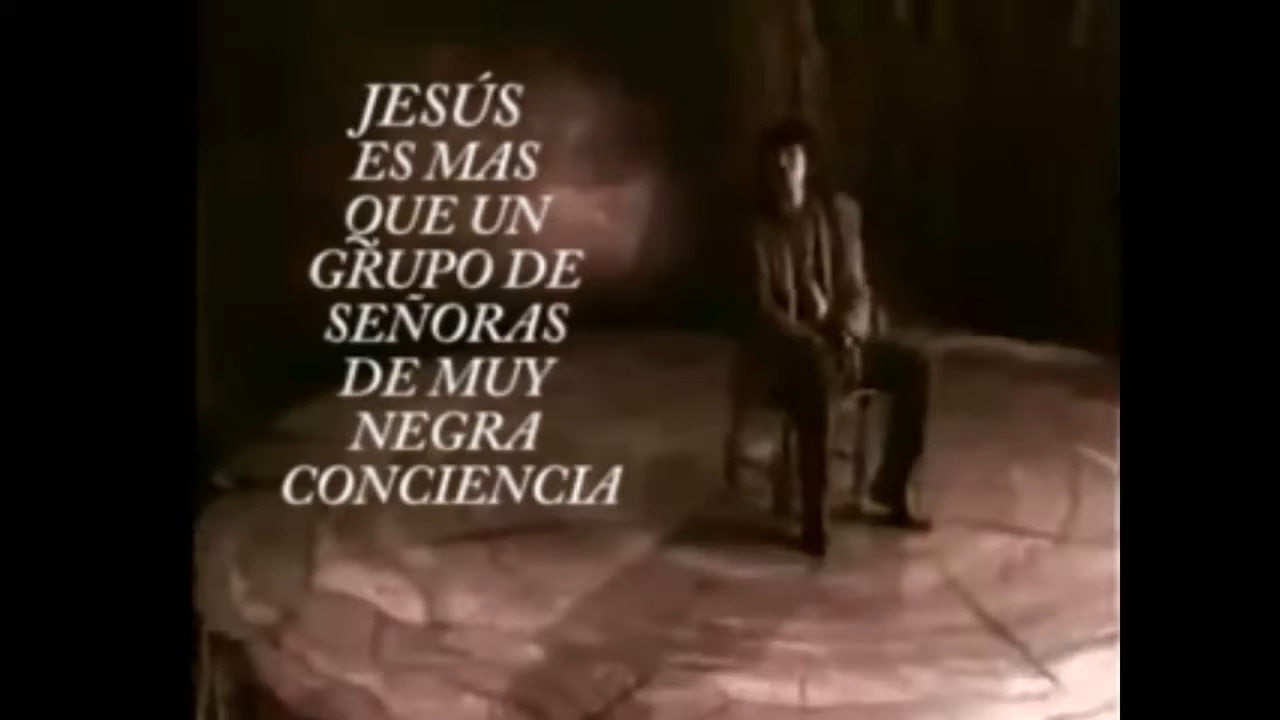 JESÚS
ES MAS
QUE UN
GRUPO DE
SEÑORAS
DE MUY
NEGRA
CONCIENCIA